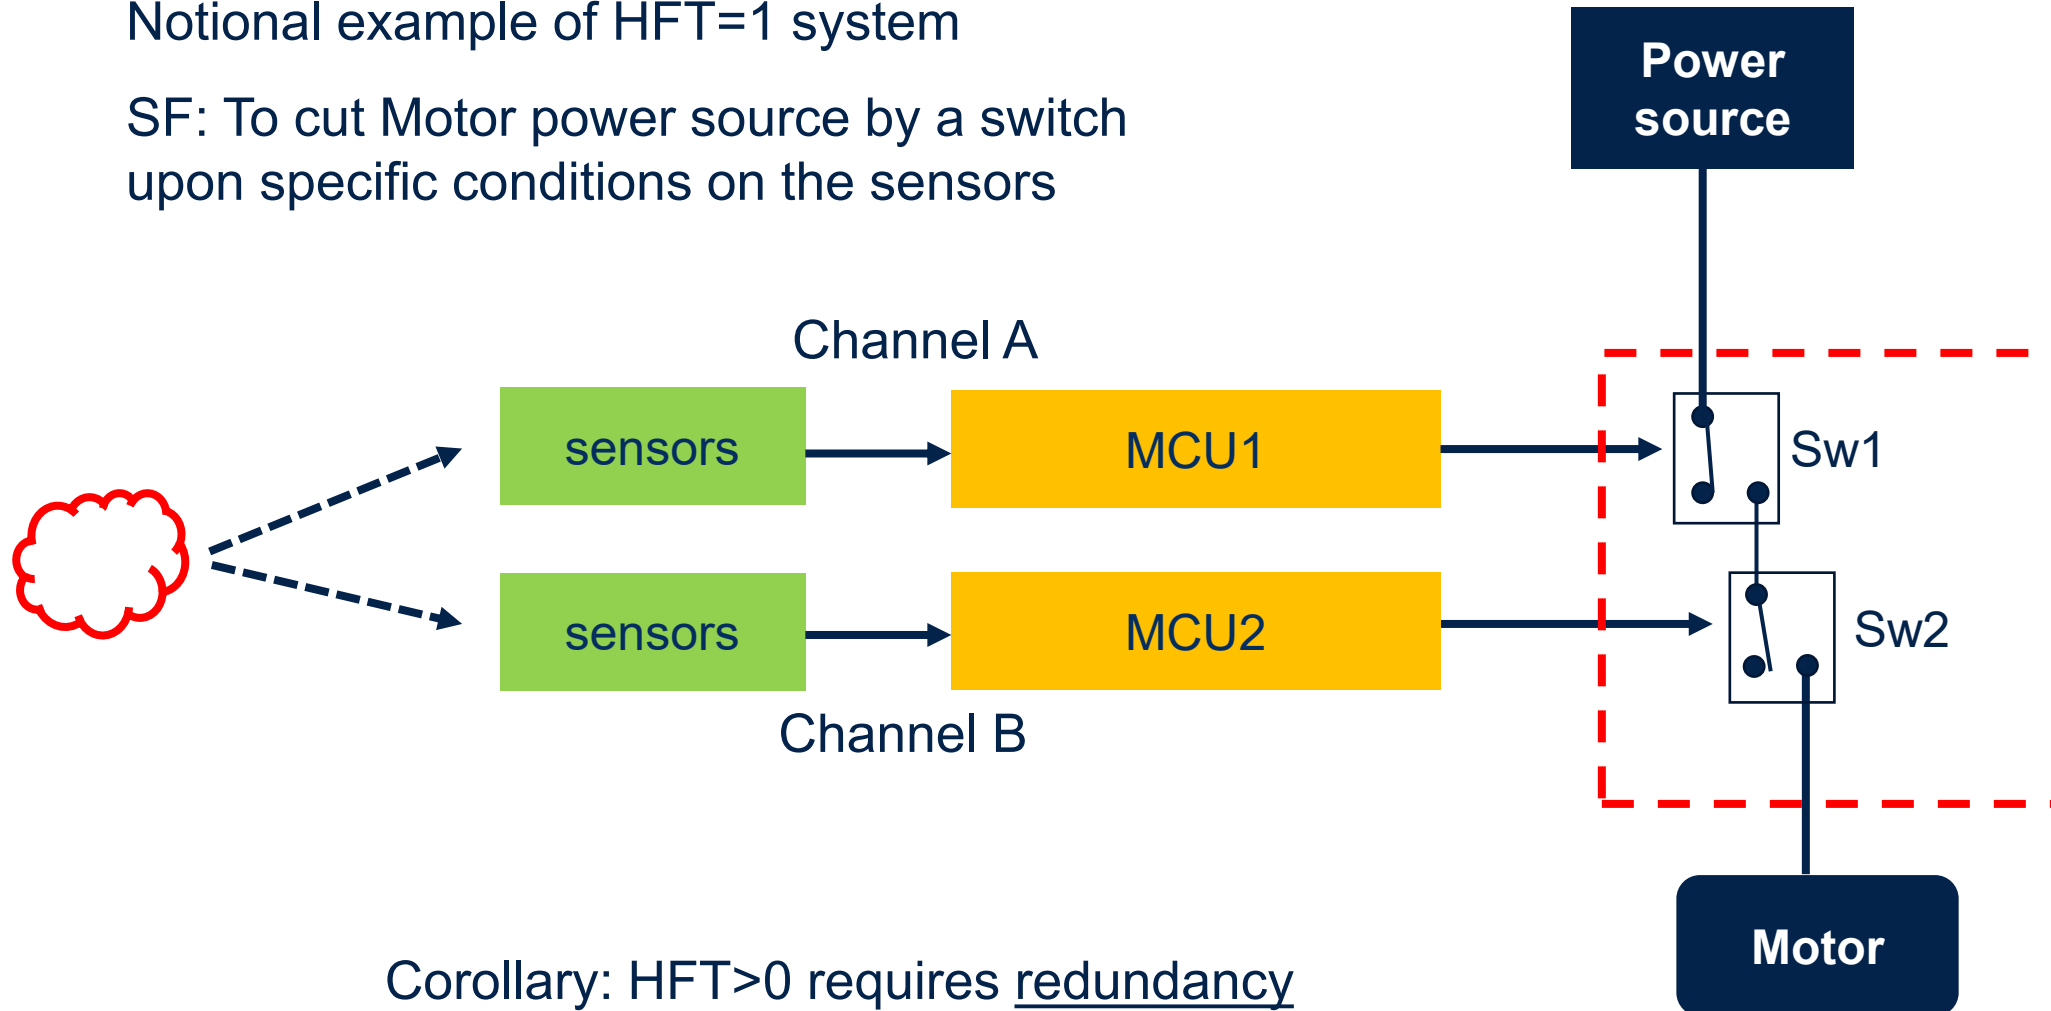 Notional example of HFT=1 system
SF: To cut Motor power source by a switch
upon specific conditions on the sensors
Power
source
Channel A
sensors
MCU1
Sw1
sensors
MCU2
Sw2
Channel B
Motor
Corollary: HFT>0 requires redundancy